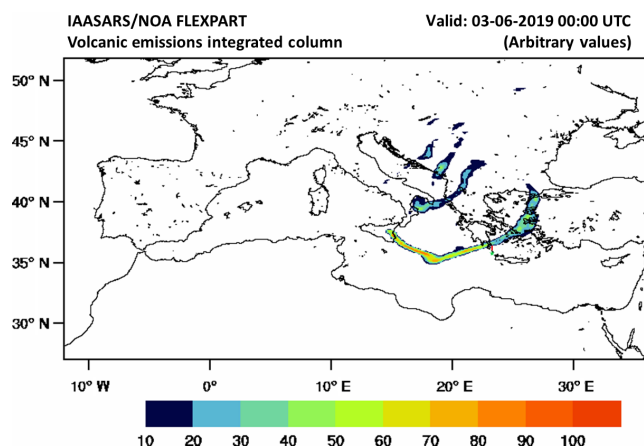 IAASARS/NOA FLEXPART Valid: 03-06-2019 00:00 UTC
Volcanic emissions integrated column (Arbitrary values)
50° N
45° N
40° N
35° N
30° N
10° W 0° 10° E 20° E 30° E
10 20 30 40 50 60 70 80 90 100